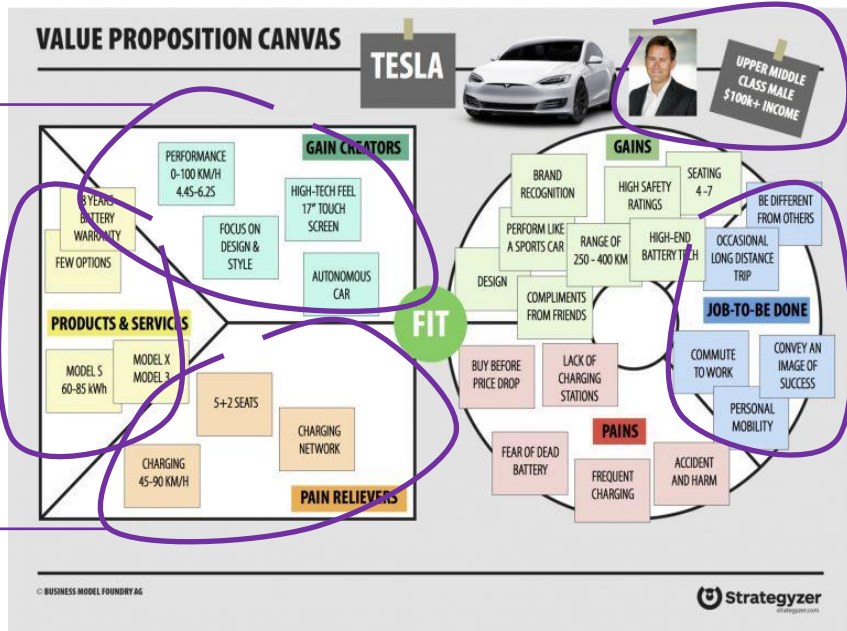 VALUE PROPOSITION CANVAS
TESLA
UPPER MIDDLE
CLASS MALE
$100k+ INCOME
GAIN CREATORS
PERFORMANCE
0-100 KM/H
4.4S-6.2S
HIGH-TECH FEEL
17" TOUCH
SCREEN
FOCUS ON
DESIGN &
STYLE
AUTONOMOUS
CAR
8 YEARS
BATTERY
WARRANTY
FEW OPTIONS
PRODUCTS & SERVICES
MODEL S
60-85 kWh
MODEL X
MODEL 3
5+2 SEATS
CHARGING
NETWORK
CHARGING
45-90 KM/H
PAIN RELIEVERS
FIT
GAINS
BRAND
RECOGNITION
HIGH SAFETY
RATINGS
SEATING
4 -7
PERFORM LIKE
A SPORTS CAR
RANGE OF
250 - 400 KM
HIGH-END
BATTERY TECH
DESIGN
COMPLIMENTS
FROM FRIENDS
BE DIFFERENT
FROM OTHERS
OCCASIONAL
LONG DISTANCE
TRIP
JOB-TO-BE DONE
COMMUTE
TO WORK
CONVEY AN
IMAGE OF
SUCCESS
PERSONAL
MOBILITY
BUY BEFORE
PRICE DROP
LACK OF
CHARGING
STATIONS
PAINS
FEAR OF DEAD
BATTERY
FREQUENT
CHARGING
ACCIDENT
AND HARM
© BUSINESS MODEL FOUNDRY AG
Strategyzer
strategyzer.com